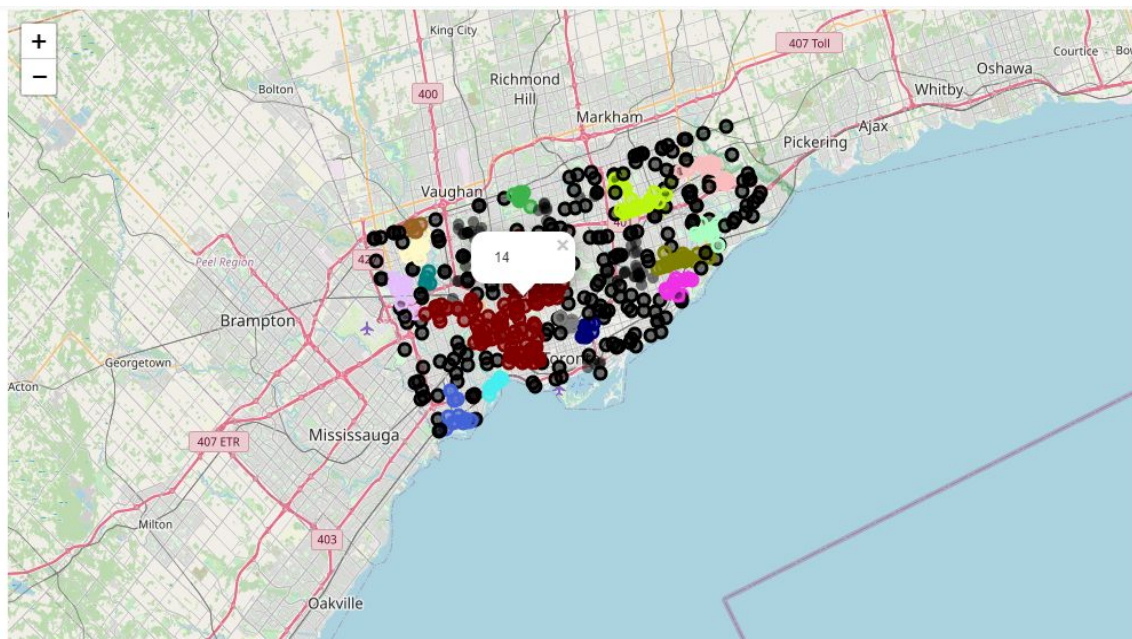 +
−
King City
407 Toll
Courtice
Bolton
400
Richmond
Hill
Oshawa
Whitby
Markham
Ajax
Pickering
Vaughan
401
14
×
Peel Region
Brampton
Georgetown
Acton
Mississauga
407 ETR
Milton
403
Oakville